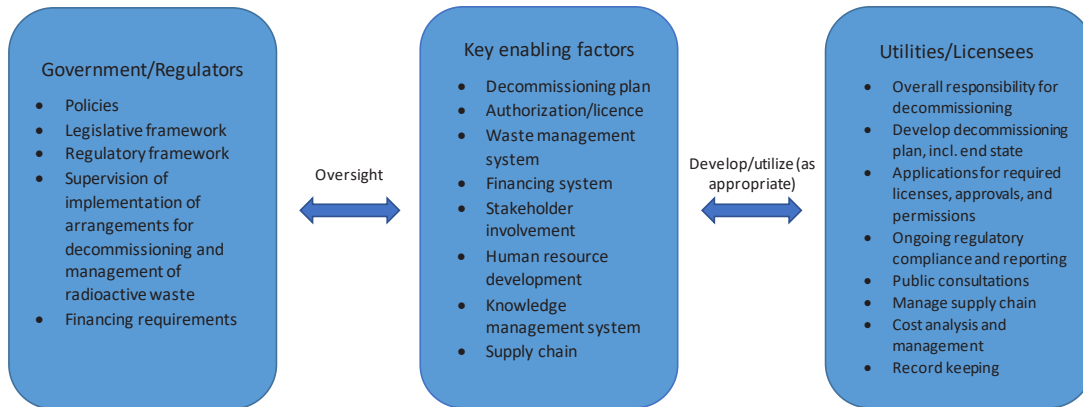 Government/Regulators
• Policies
• Legislative framework
• Regulatory framework
• Supervision of
implementation of
arrangements for
decommissioning and
management of
radioactive waste
• Financing requirements
Oversight
Key enabling factors
• Decommissioning plan
• Authorization/licence
• Waste management
system
• Financing system
• Stakeholder
involvement
• Human resource
development
• Knowledge
management system
• Supply chain
Develop/utilize (as
appropriate)
Utilities/Licensees
• Overall responsibility for
decommissioning
• Develop decommissioning
plan, incl. end state
• Applications for required
licenses, approvals, and
permissions
• Ongoing regulatory
compliance and reporting
• Public consultations
• Manage supply chain
• Cost analysis and
management
• Record keeping